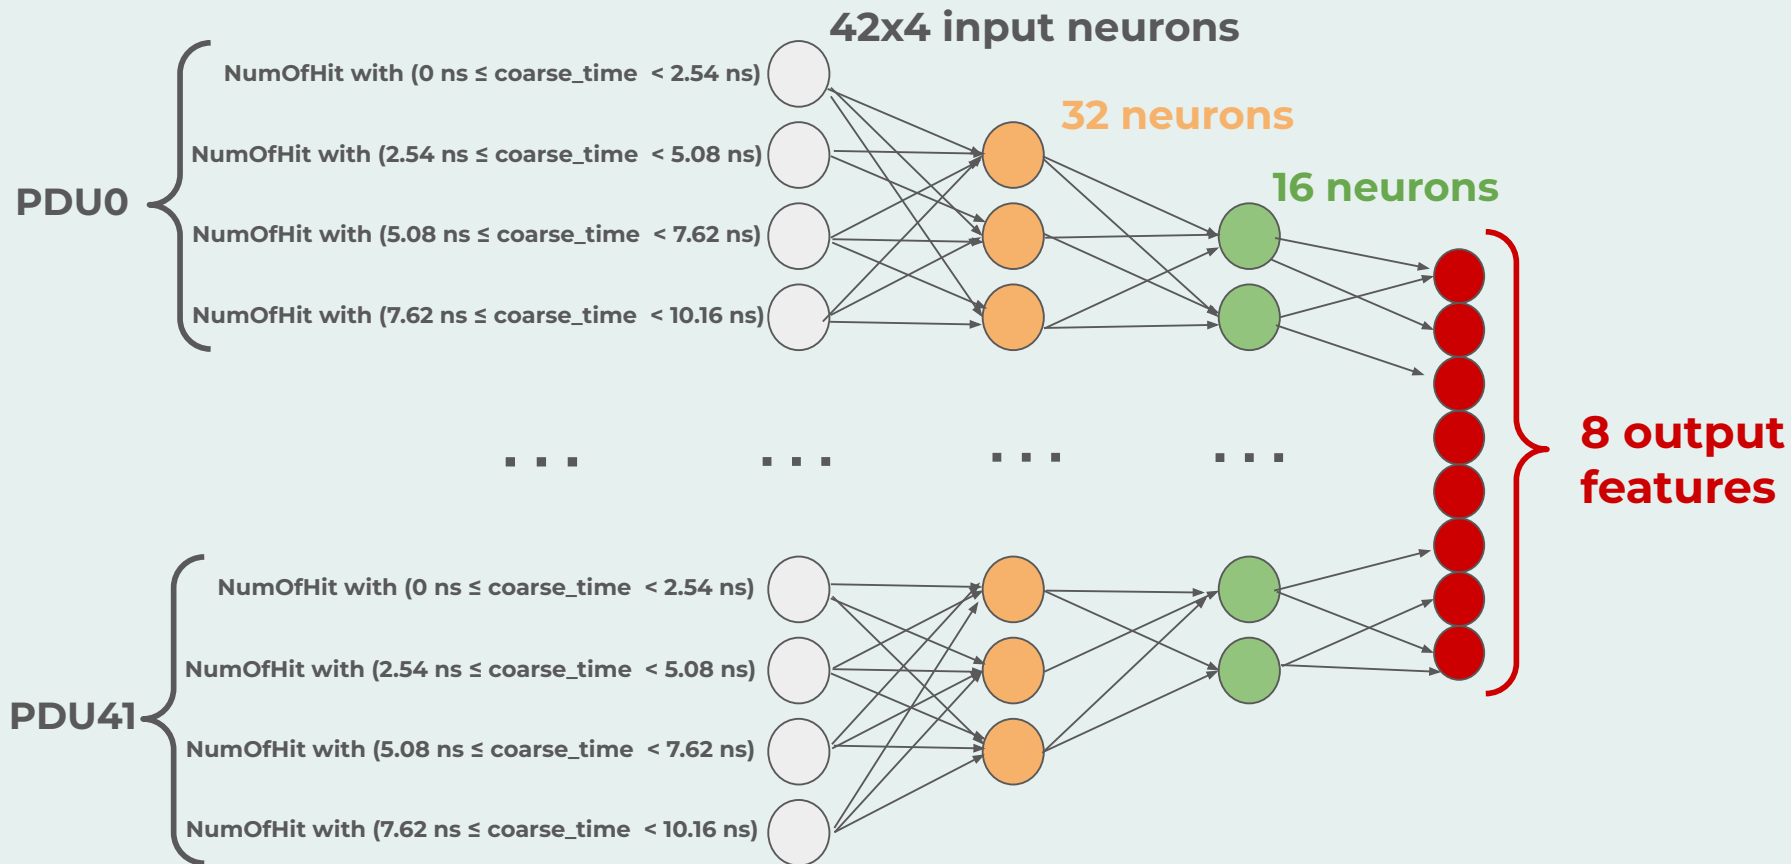 42x4 input neurons
NumOfHit with (0 ns ≤ coarse_time < 2.54 ns)
32 neurons
NumOfHit with (2.54 ns ≤ coarse_time < 5.08 ns)
16 neurons
PDU0
NumOfHit with (5.08 ns ≤ coarse_time < 7.62 ns)
NumOfHit with (7.62 ns ≤ coarse_time < 10.16 ns)
8 output
features
. . .
. . .
. . .
. . .
NumOfHit with (0 ns ≤ coarse_time < 2.54 ns)
NumOfHit with (2.54 ns ≤ coarse_time < 5.08 ns)
PDU41
NumOfHit with (5.08 ns ≤ coarse_time < 7.62 ns)
NumOfHit with (7.62 ns ≤ coarse_time < 10.16 ns)